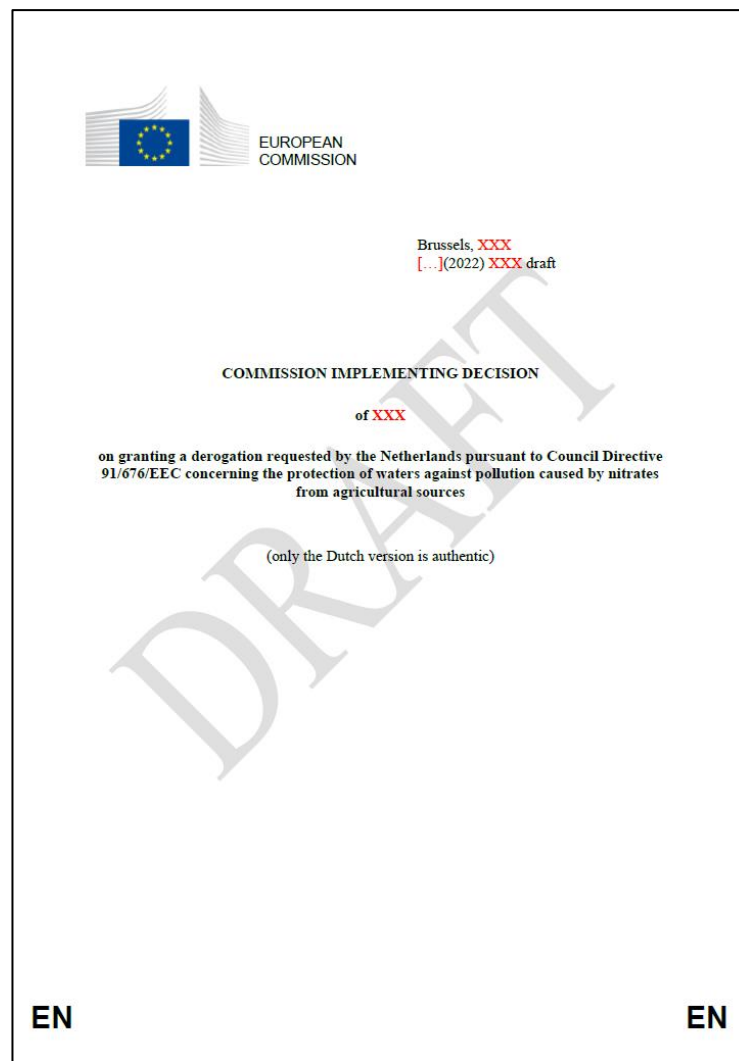 EUROPEAN
COMMISSION
Brussels, XXX
[…](2022) XXX draft
COMMISSION IMPLEMENTING DECISION
of XXX
on granting a derogation requested by the Netherlands pursuant to Council Directive
91/676/EEC concerning the protection of waters against pollution caused by nitrates
from agricultural sources
(only the Dutch version is authentic)
DRAFT
EN EN